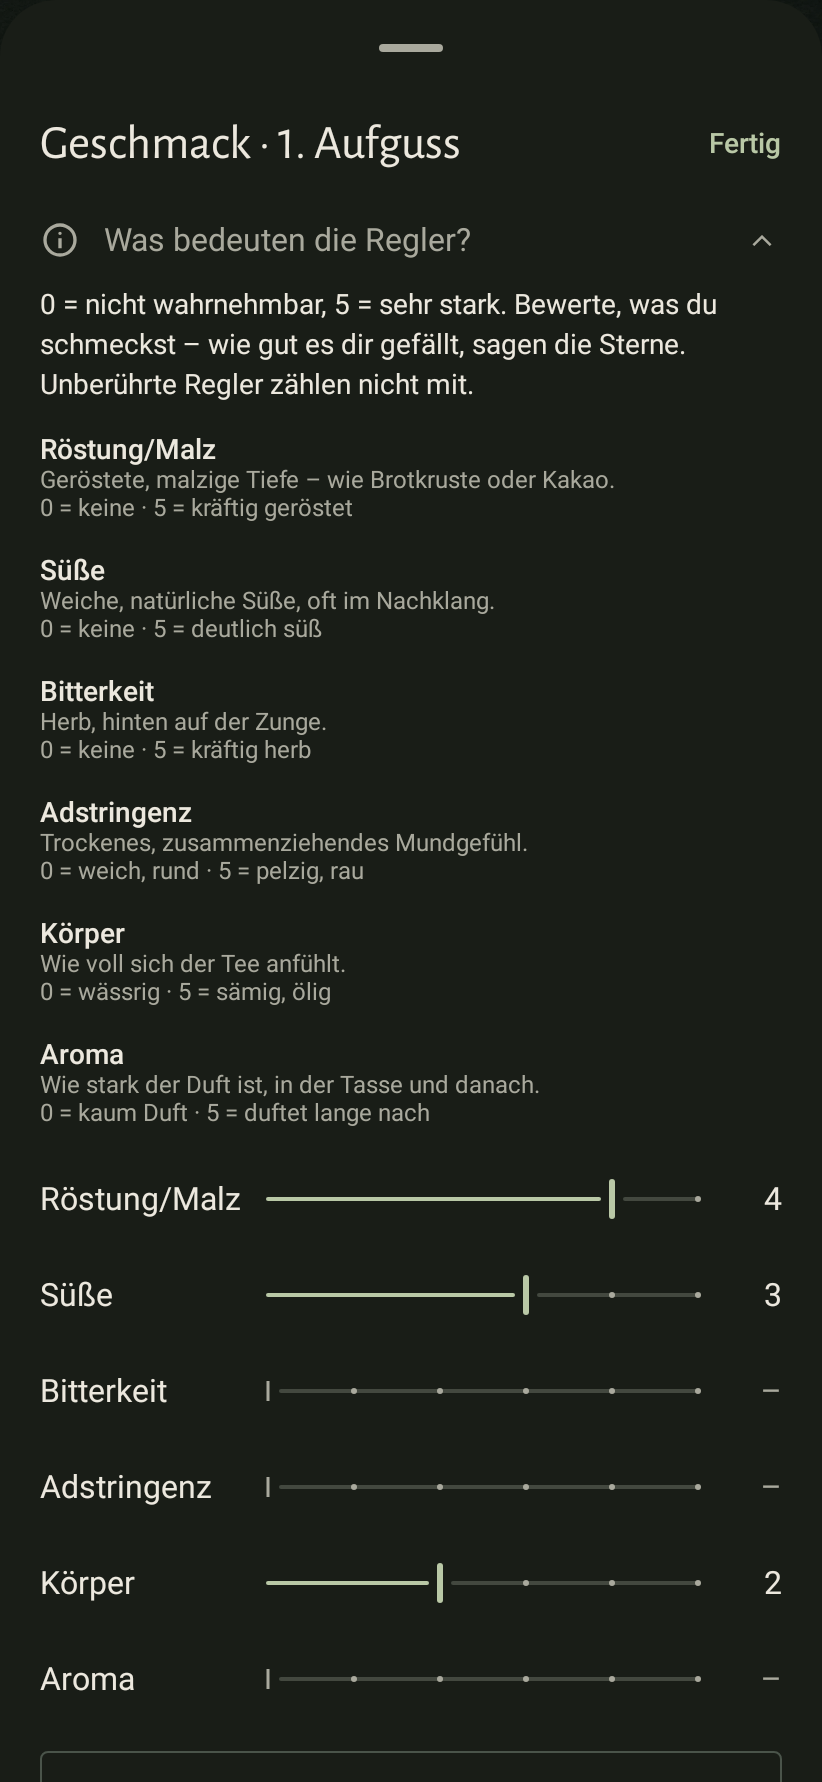 Geschmack · 1. Aufguss
Fertig
Was bedeuten die Regler?
0 = nicht wahrnehmbar, 5 = sehr stark. Bewerte, was du
schmeckst – wie gut es dir gefällt, sagen die Sterne.
Unberührte Regler zählen nicht mit.
Röstung/Malz
Geröstete, malzige Tiefe – wie Brotkruste oder Kakao.
0 = keine · 5 = kräftig geröstet
Süße
Weiche, natürliche Süße, oft im Nachklang.
0 = keine · 5 = deutlich süß
Bitterkeit
Herb, hinten auf der Zunge.
0 = keine · 5 = kräftig herb
Adstringenz
Trockenes, zusammenziehendes Mundgefühl.
0 = weich, rund · 5 = pelzig, rau
Körper
Wie voll sich der Tee anfühlt.
0 = wässrig · 5 = sämig, ölig
Aroma
Wie stark der Duft ist, in der Tasse und danach.
0 = kaum Duft · 5 = duftet lange nach
Röstung/Malz 4
Süße 3
Bitterkeit –
Adstringenz –
Körper 2
Aroma –